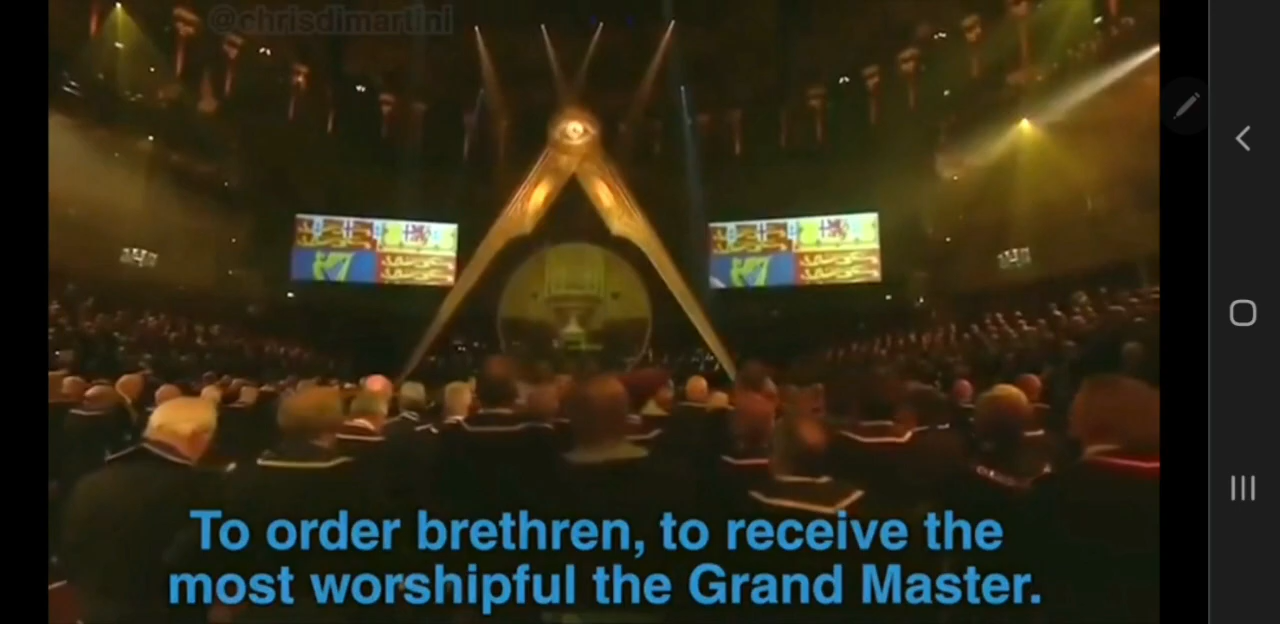 @chrisdimartini
To order brethren, to receive the
most worshipful the Grand Master.